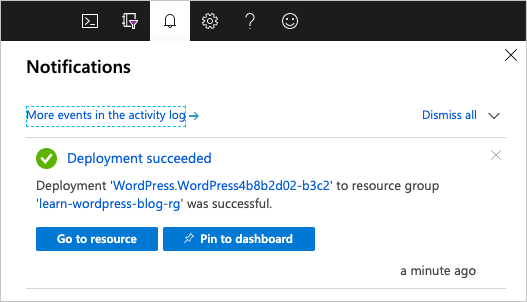 Notifications
More events in the activity log →
Dismiss all
Deployment succeeded
Deployment 'WordPress.WordPress4b8b2d02-b3c2' to resource group
'learn-wordpress-blog-rg' was successful.
Go to resource
Pin to dashboard
a minute ago